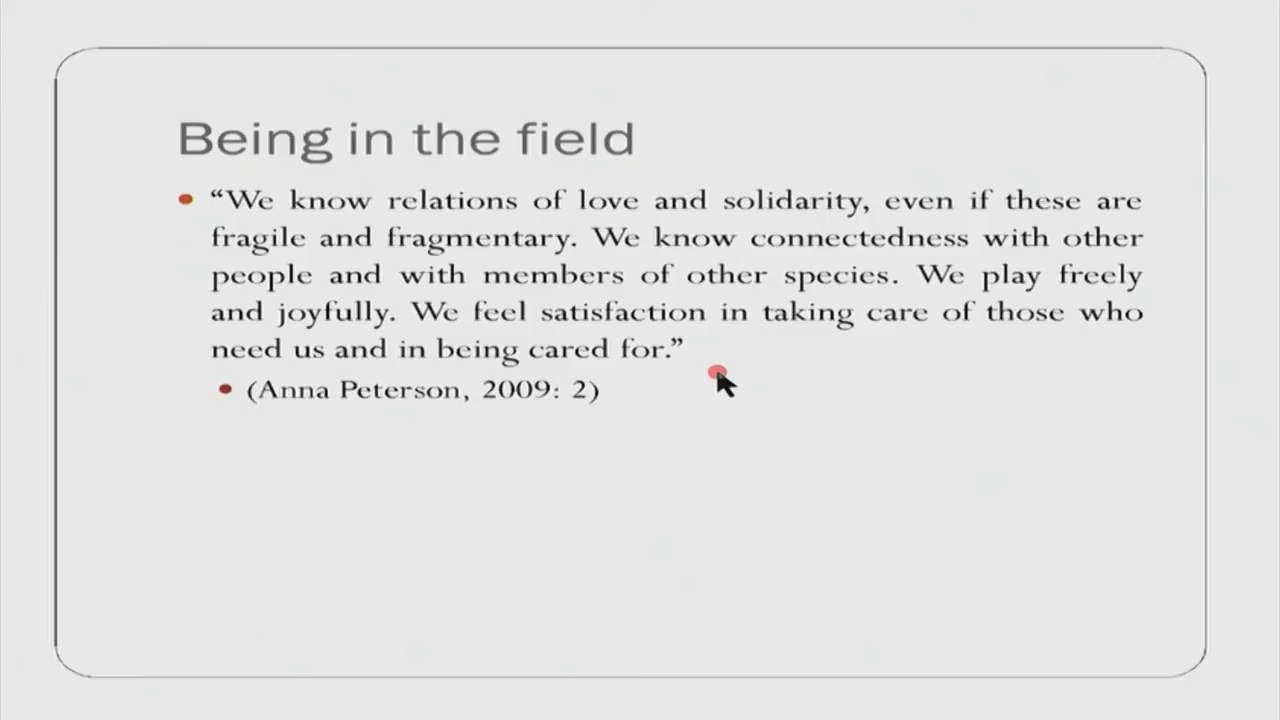 Being in the field
“We know relations of love and solidarity, even if these are
fragile and fragmentary. We know connectedness with other
people and with members of other species. We play freely
and joyfully. We feel satisfaction in taking care of those who
need us and in being cared for.”
(Anna Peterson, 2009: 2)